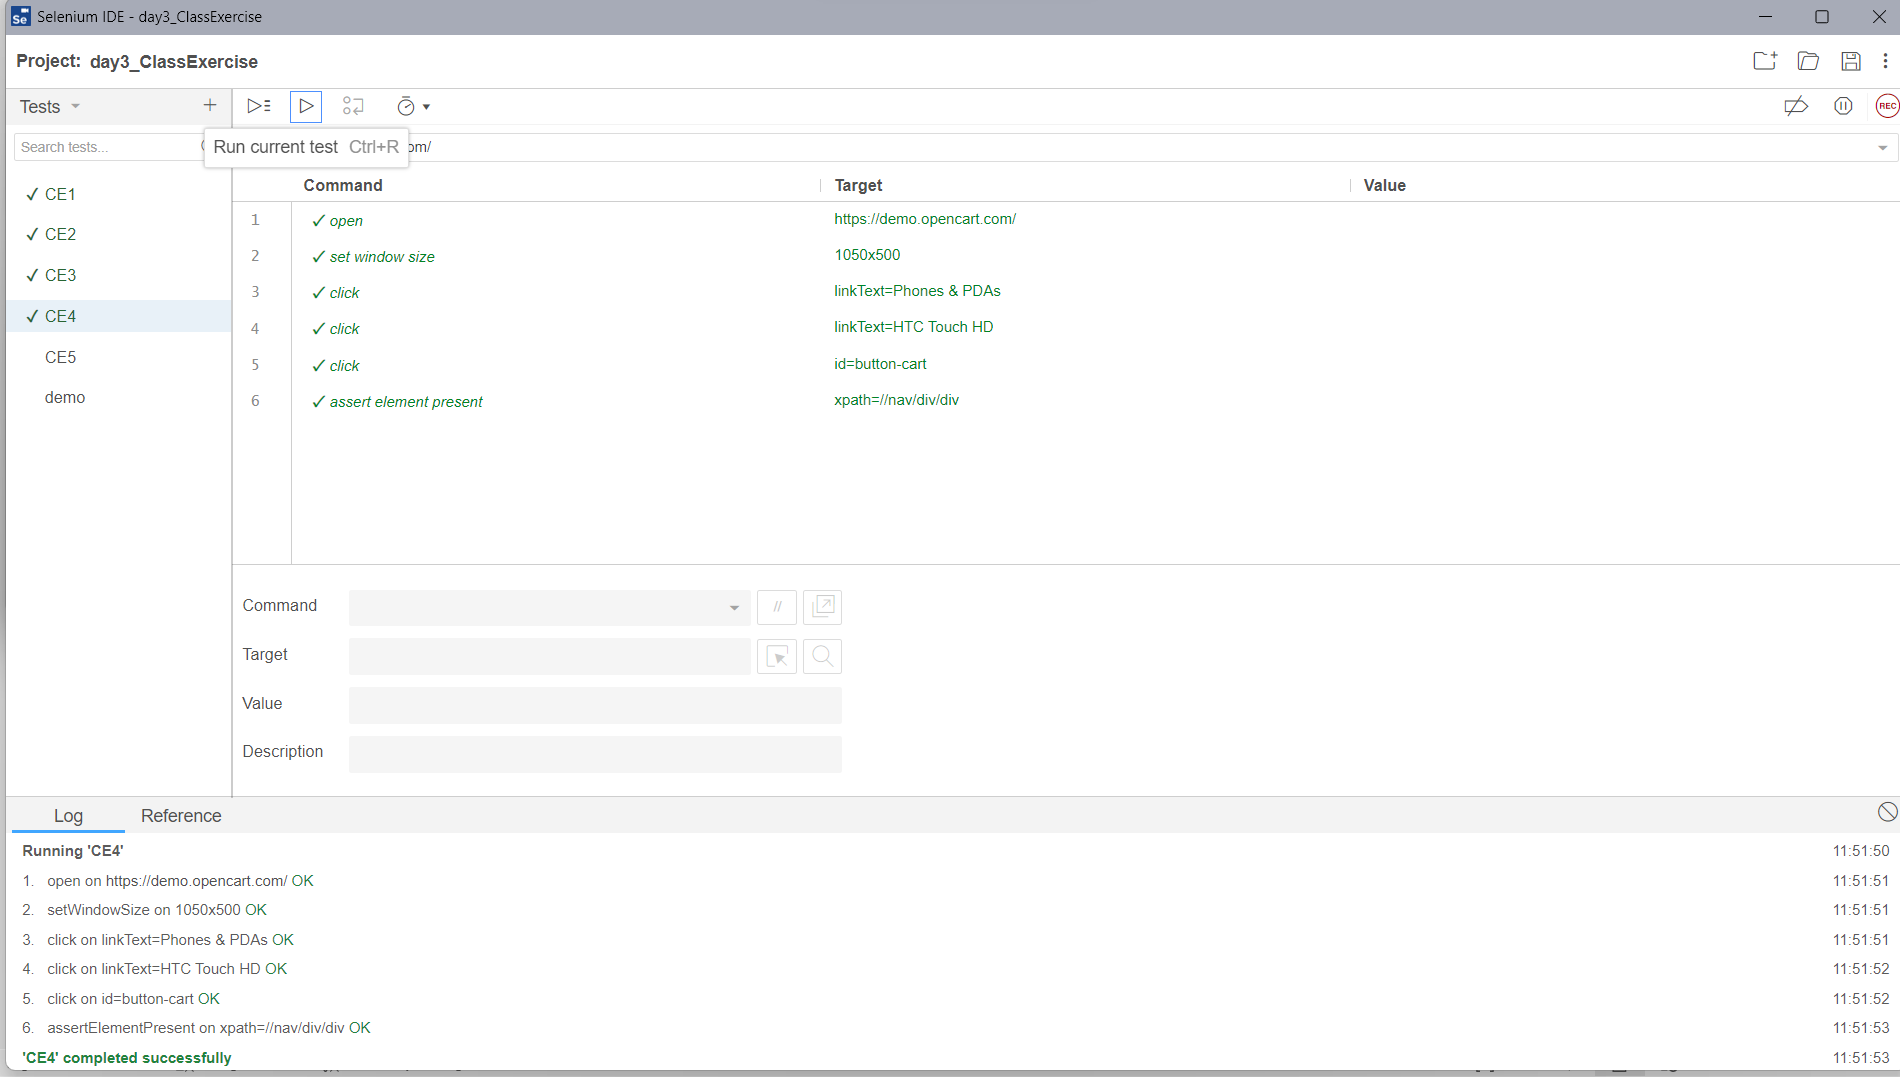 Se Selenium IDE - day3_ClassExercise
Project: day3_ClassExercise
Tests
Search tests...
Run current test Ctrl+R
om/
REC
Command Target Value
CE1
CE2
CE3
CE4
CE5
demo
1 open https://demo.opencart.com/
2 set window size 1050x500
3 click linkText=Phones & PDAs
4 click linkText=HTC Touch HD
5 click id=button-cart
6 assert element present xpath=//nav/div/div
Command //
Target
Value
Description
Log Reference
Running 'CE4' 11:51:50
1. open on https://demo.opencart.com/ OK 11:51:51
2. setWindowSize on 1050x500 OK 11:51:51
3. click on linkText=Phones & PDAs OK 11:51:51
4. click on linkText=HTC Touch HD OK 11:51:52
5. click on id=button-cart OK 11:51:52
6. assertElementPresent on xpath=//nav/div/div OK 11:51:53
'CE4' completed successfully 11:51:53